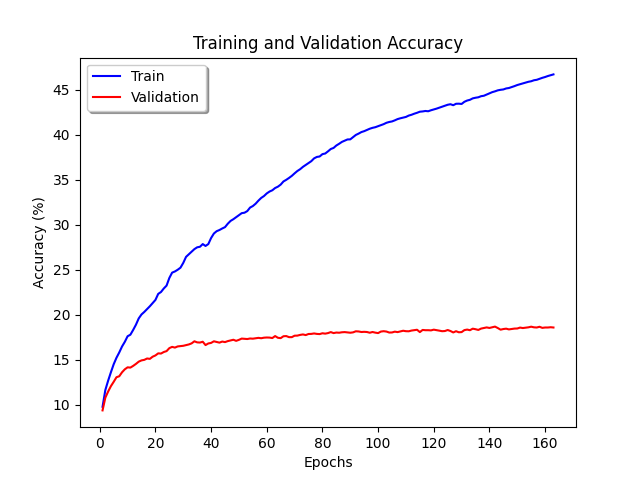 Training and Validation Accuracy
Train
Validation
Accuracy (%)
45
40
35
30
25
20
15
10
0 20 40 60 80 100 120 140 160
Epochs